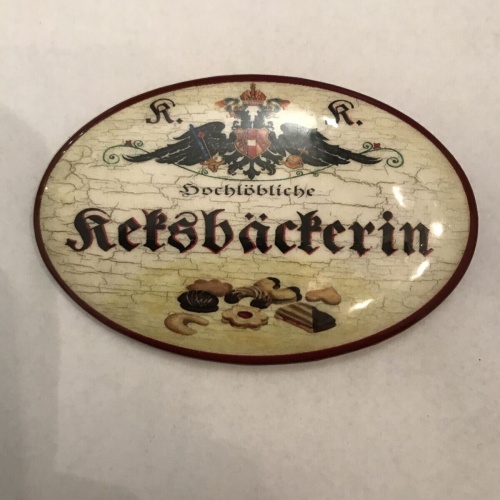 K. K.
Hochlöbliche
Keksbäckerin